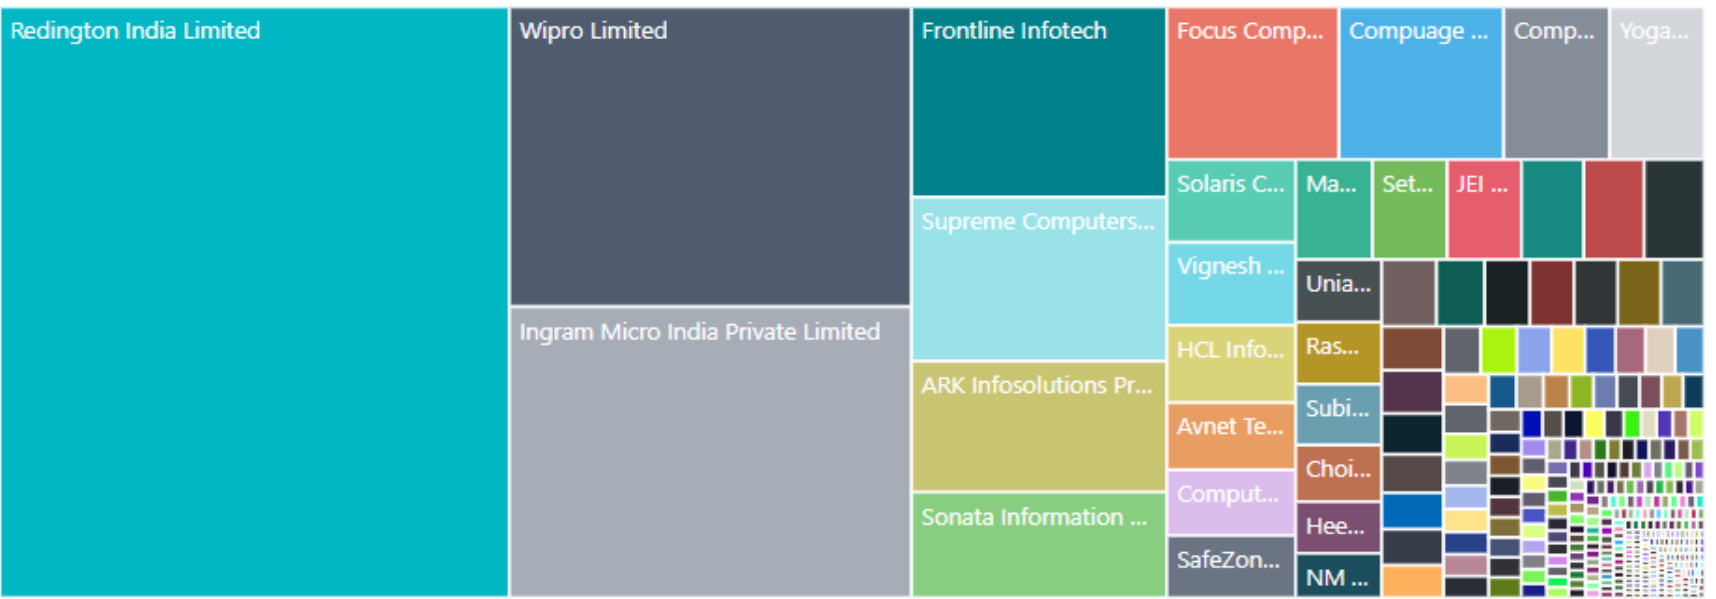 Redington India Limited
Wipro Limited
Ingram Micro India Private Limited
Frontline Infotech
Supreme Computers...
ARK Infosolutions Pr...
Sonata Information ...
Focus Comp...
Compuage ...
Comp...
Yoga...
Solaris C...
Vignesh ...
HCL Info...
Avnet Te...
Comput...
SafeZon...
Ma...
Set...
JEI ...
Unia...
Ras...
Subi...
Choi...
Hee...
NM ...